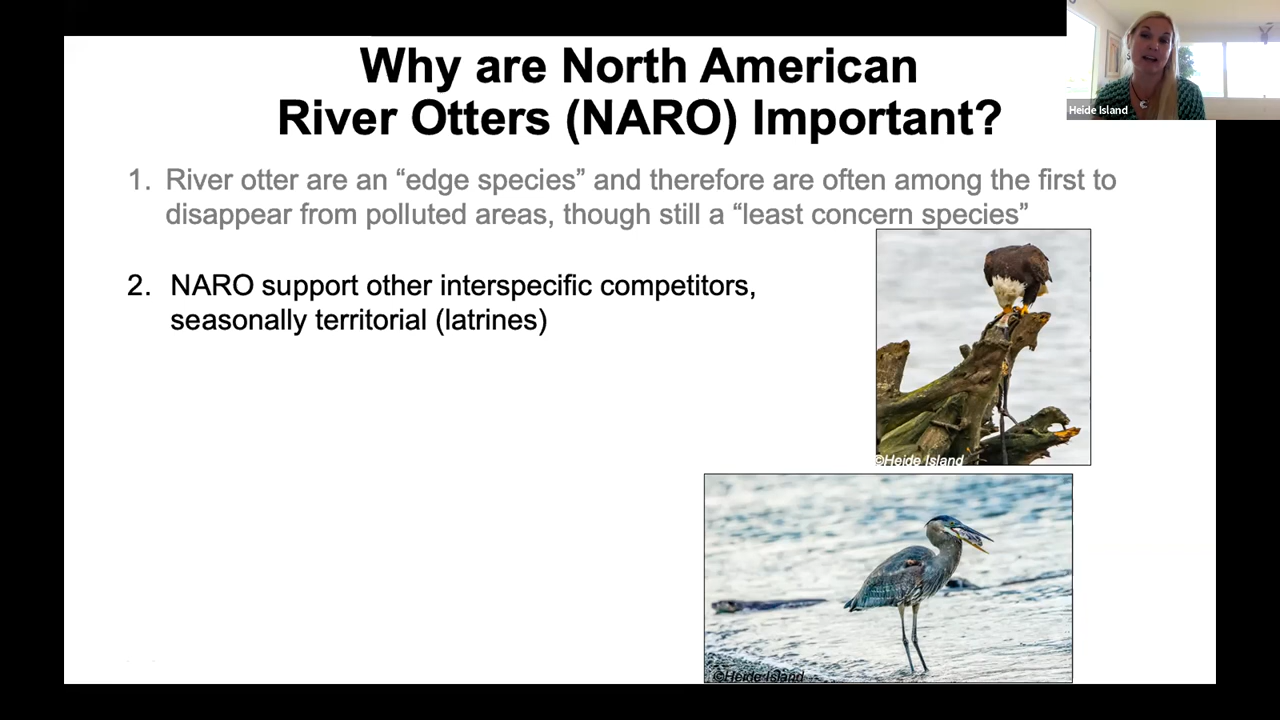 Why are North American
River Otters (NARO) Important?
Heide Island
1. River otter are an “edge species” and therefore are often among the first to
disappear from polluted areas, though still a “least concern species”
2. NARO support other interspecific competitors,
seasonally territorial (latrines)
©Heide Island
©Heide Island